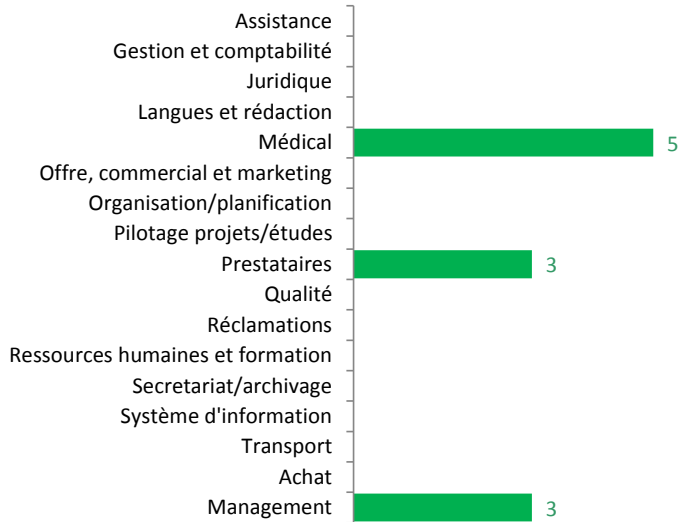 Assistance
Gestion et comptabilité
Juridique
Langues et rédaction
Médical 5
Offre, commercial et marketing
Organisation/planification
Pilotage projets/études
Prestataires 3
Qualité
Réclamations
Ressources humaines et formation
Secretariat/archivage
Système d'information
Transport
Achat
Management 3